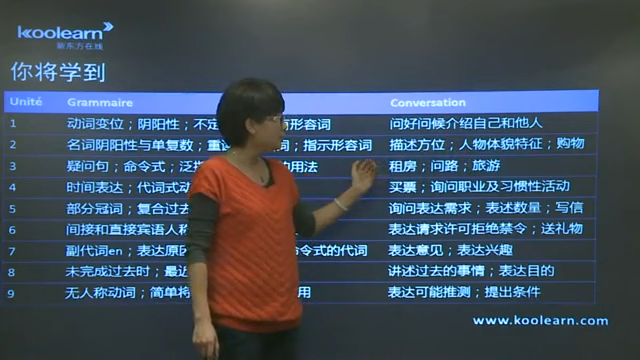 koolearn
新东方在线
你将学到
Unité Grammaire Conversation
1 动词变位；阴阳性；不定 形容词 问好问候介绍自己和他人
2 名词阴阳性与单复数；重读 词；指示形容词 描述方位；人物体貌特征；购物
3 疑问句；命令式；泛指 的用法 租房；问路；旅游
4 时间表达；代词式动 买票；询问职业及习惯性活动
5 部分冠词；复合过去 询问表达需求；表述数量；写信
6 间接和直接宾语人称 表达请求许可拒绝禁令；送礼物
7 副代词en；表达原因 命令式的代词 表达意见；表达兴趣
8 未完成过去时；最近 讲述过去的事情；表达目的
9 无人称动词；简单将 用 表达可能推测；提出条件
www.koolearn.com